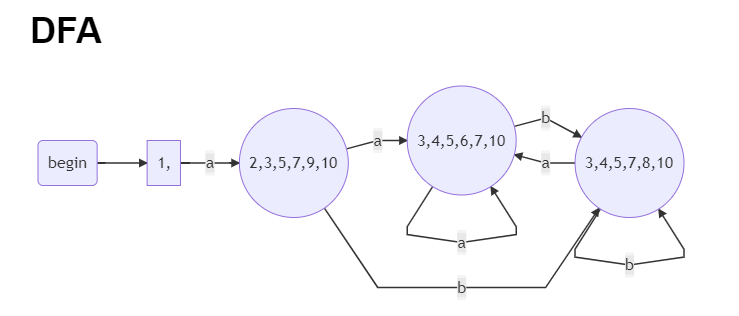 DFA
begin
1,
a
2,3,5,7,9,10
a
3,4,5,6,7,10
b
a
3,4,5,7,8,10
a
b
b